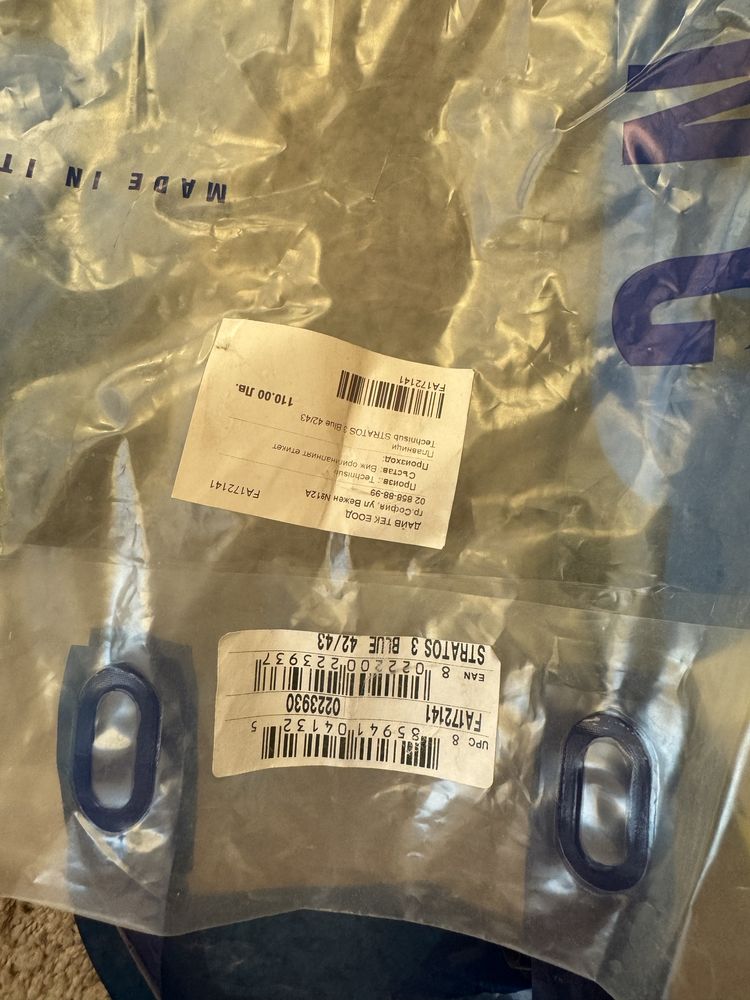 ДАЙВ ТЕК ЕООД
гр.София, ул Вежен №12А
02 858-88-99 FA172141
Произв.: Technisub
Състав: Виж оригиналният етикет
Произход:
Плавници
Technisub STRATOS 3 Blue 42/43
110.00 Лв.
FA172141
STRATOS 3 BLUE 42/43
EAN 8 022200 223937
FA172141 0223930
UPC 8 85941 04132 5
MADE IN IT